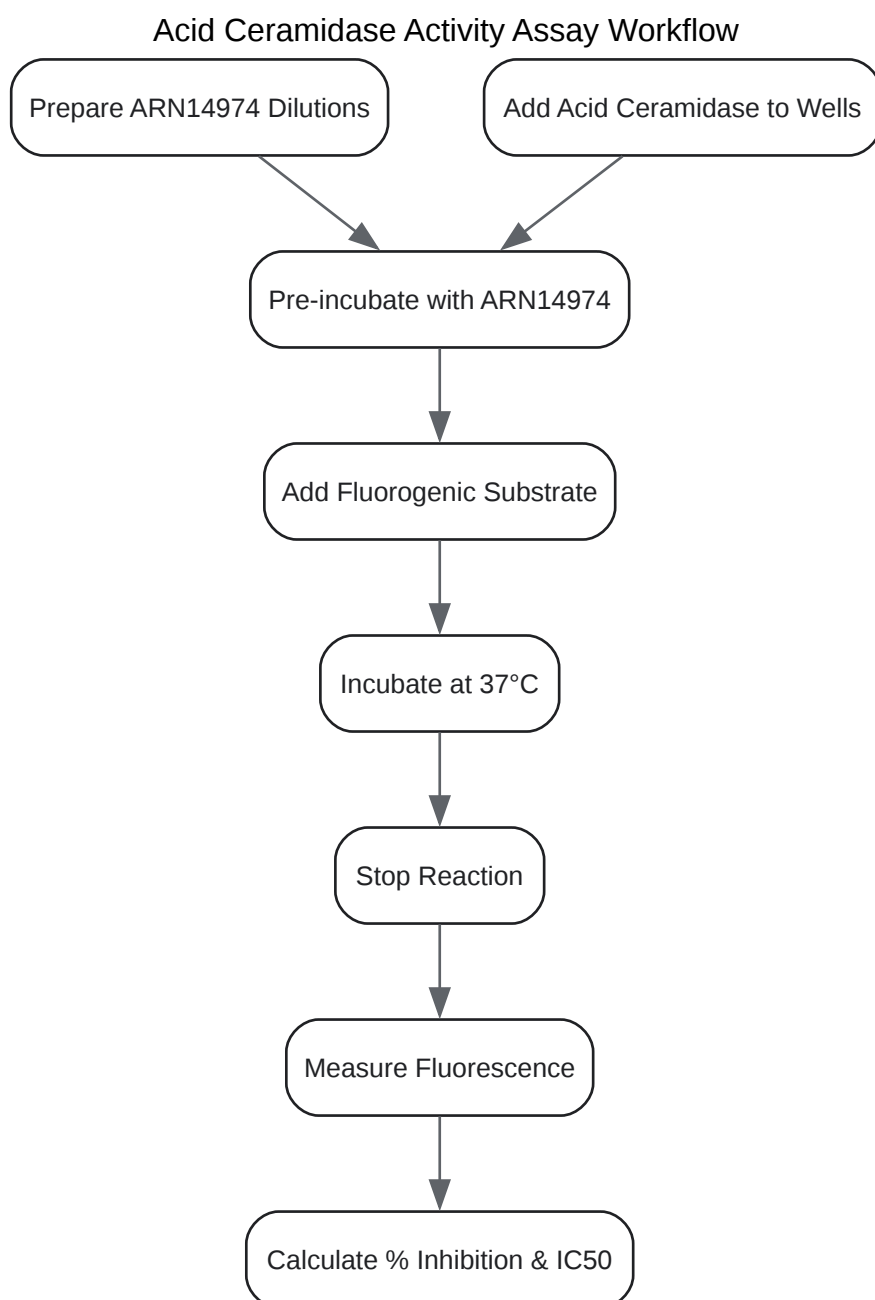 Acid Ceramidase Activity Assay Workflow
Prepare ARN14974 Dilutions
Add Acid Ceramidase to Wells
Pre-incubate with ARN14974
Add Fluorogenic Substrate
Incubate at 37°C
Stop Reaction
Measure Fluorescence
Calculate % Inhibition & IC50